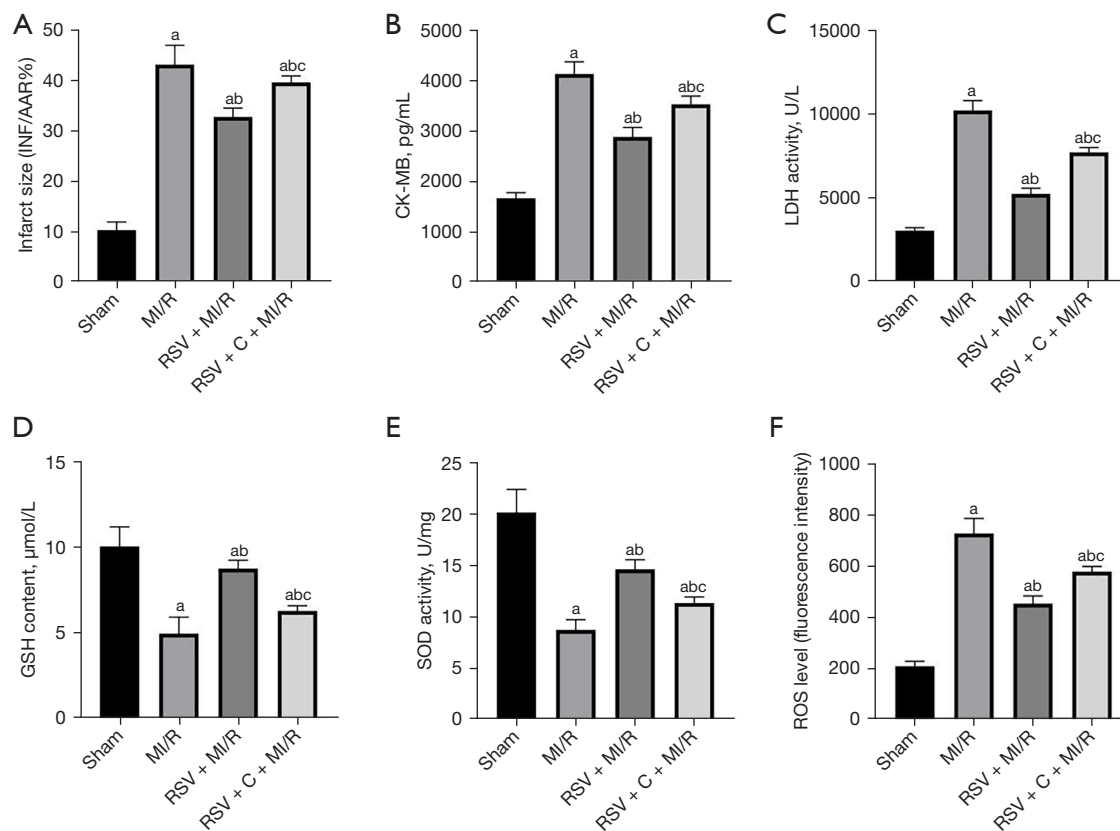 A
Infarct size (INF/AAR%)
50
40
30
20
10
0
a
ab
abc
Sham
MI/R
RSV + MI/R
RSV + C + MI/R
B
CK-MB, pg/mL
5000
4000
3000
2000
1000
0
a
ab
abc
Sham
MI/R
RSV + MI/R
RSV + C + MI/R
C
LDH activity, U/L
15000
10000
5000
0
a
ab
abc
Sham
MI/R
RSV + MI/R
RSV + C + MI/R
D
GSH content, μmol/L
15
10
5
0
a
ab
abc
Sham
MI/R
RSV + MI/R
RSV + C + MI/R
E
SOD activity, U/mg
25
20
15
10
5
0
a
ab
abc
Sham
MI/R
RSV + MI/R
RSV + C + MI/R
F
ROS level (fluorescence intensity)
1000
800
600
400
200
0
a
ab
abc
Sham
MI/R
RSV + MI/R
RSV + C + MI/R